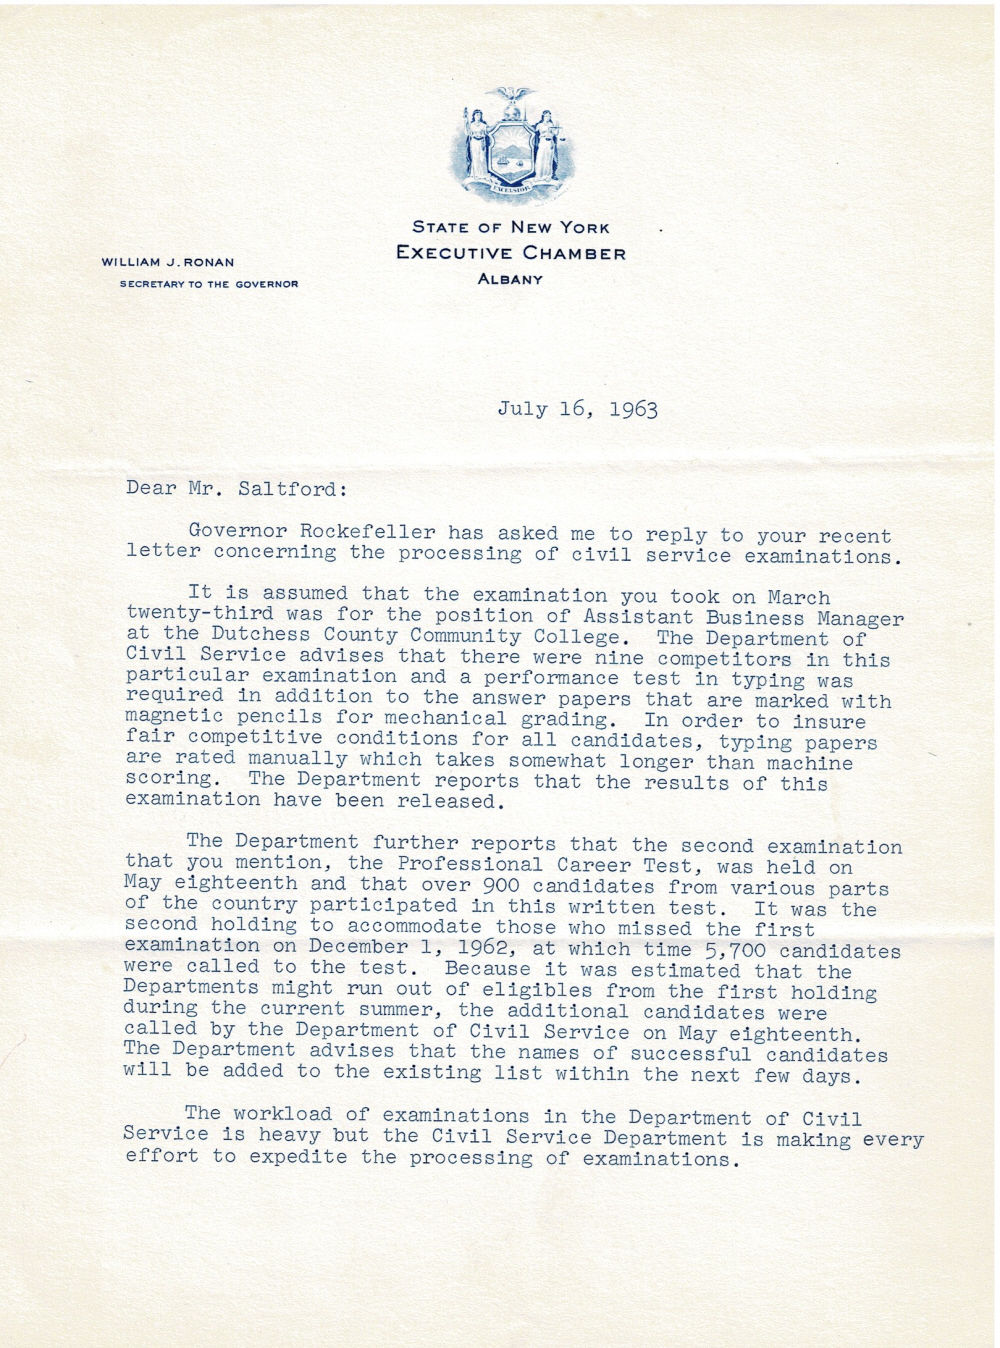 EXCELSIOR
STATE OF NEW YORK
EXECUTIVE CHAMBER
ALBANY
WILLIAM J. RONAN
SECRETARY TO THE GOVERNOR
July 16, 1963
Dear Mr. Saltford:
Governor Rockefeller has asked me to reply to your recent
letter concerning the processing of civil service examinations.
It is assumed that the examination you took on March
twenty-third was for the position of Assistant Business Manager
at the Dutchess County Community College. The Department of
Civil Service advises that there were nine competitors in this
particular examination and a performance test in typing was
required in addition to the answer papers that are marked with
magnetic pencils for mechanical grading. In order to insure
fair competitive conditions for all candidates, typing papers
are rated manually which takes somewhat longer than machine
scoring. The Department reports that the results of this
examination have been released.
The Department further reports that the second examination
that you mention, the Professional Career Test, was held on
May eighteenth and that over 900 candidates from various parts
of the country participated in this written test. It was the
second holding to accommodate those who missed the first
examination on December 1, 1962, at which time 5,700 candidates
were called to the test. Because it was estimated that the
Departments might run out of eligibles from the first holding
during the current summer, the additional candidates were
called by the Department of Civil Service on May eighteenth.
The Department advises that the names of successful candidates
will be added to the existing list within the next few days.
The workload of examinations in the Department of Civil
Service is heavy but the Civil Service Department is making every
effort to expedite the processing of examinations.